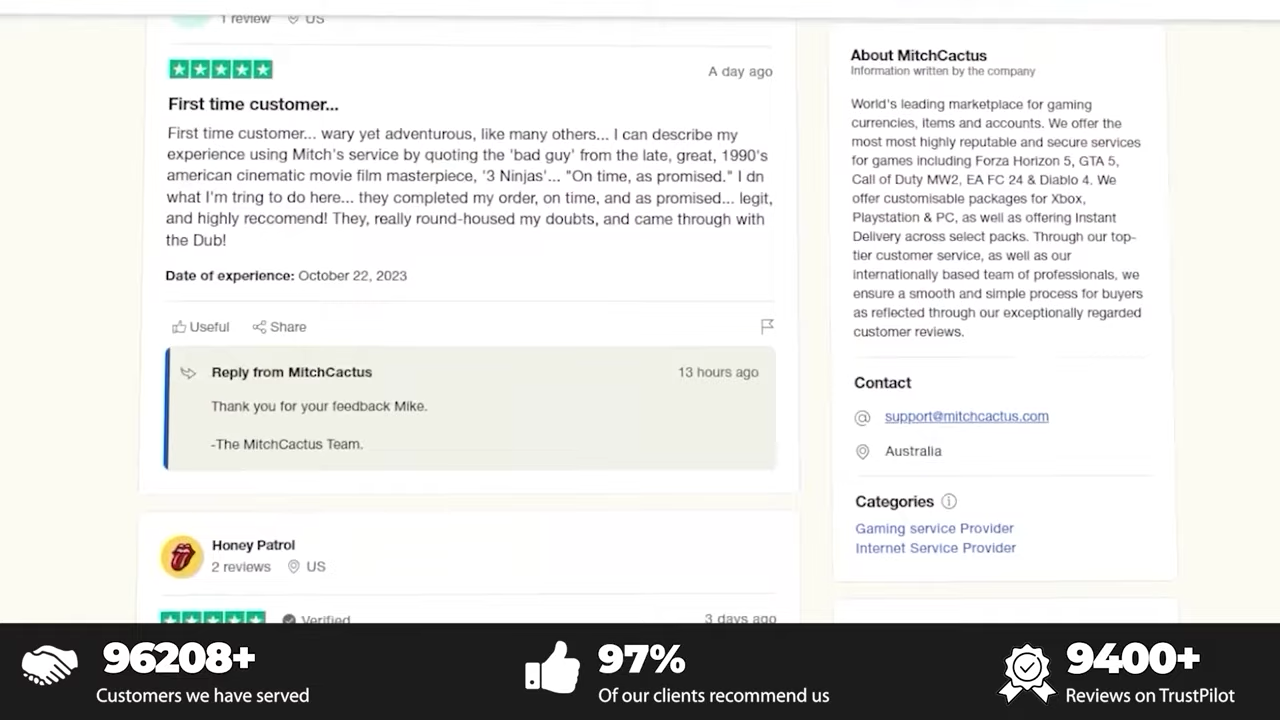 1 review US
A day ago
First time customer...
First time customer... wary yet adventurous, like many others... I can describe my
experience using Mitch's service by quoting the 'bad guy' from the late, great, 1990's
american cinematic movie film masterpiece, '3 Ninjas'... "On time, as promised." I dn
what I'm tring to do here... they completed my order, on time, and as promised... legit,
and highly reccomend! They, really round-housed my doubts, and came through with
the Dub!
Date of experience: October 22, 2023
Useful Share
Reply from MitchCactus 13 hours ago
Thank you for your feedback Mike.
-The MitchCactus Team.
Honey Patrol
2 reviews US
Verified 3 days ago
About MitchCactus
Information written by the company
World's leading marketplace for gaming
currencies, items and accounts. We offer the
most most highly reputable and secure services
for games including Forza Horizon 5, GTA 5,
Call of Duty MW2, EA FC 24 & Diablo 4. We
offer customisable packages for Xbox,
Playstation & PC, as well as offering Instant
Delivery across select packs. Through our top-
tier customer service, as well as our
internationally based team of professionals, we
ensure a smooth and simple process for buyers
as reflected through our exceptionally regarded
customer reviews.
Contact
support@mitchcactus.com
Australia
Categories
Gaming service Provider
Internet Service Provider
96208+
Customers we have served
97%
Of our clients recommend us
9400+
Reviews on TrustPilot